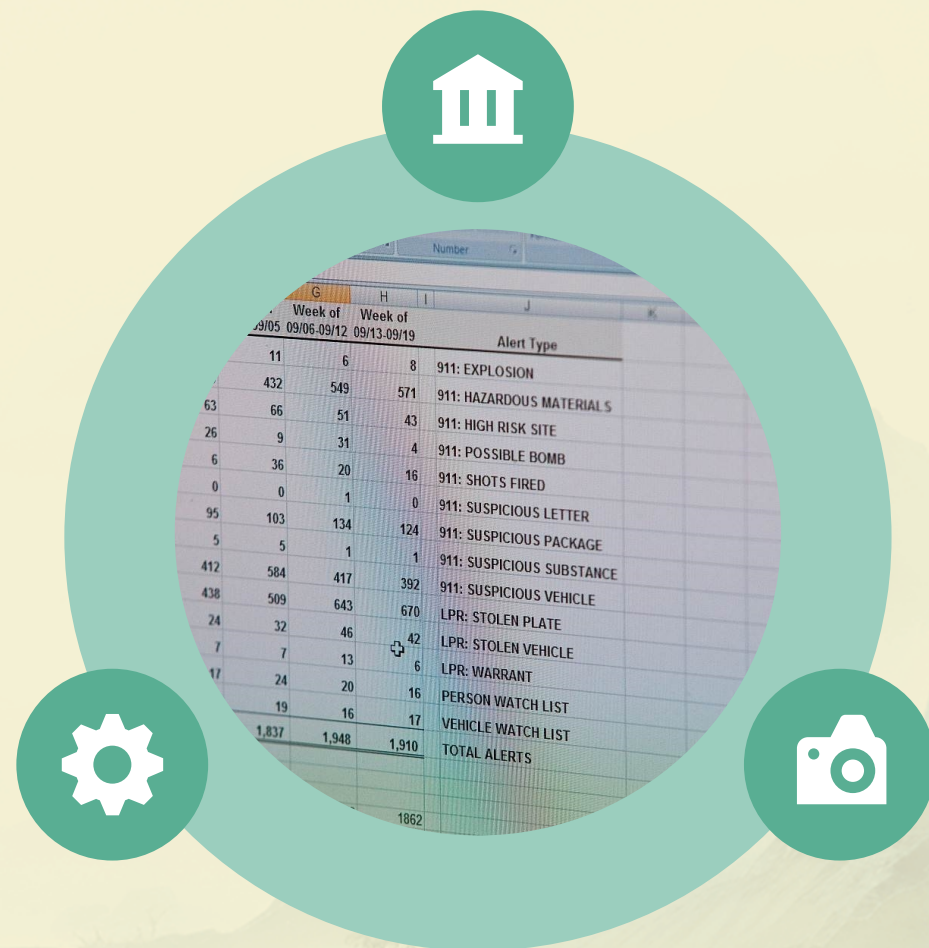 Number
G H I J K
Week of Week of
09/05 09/06-09/12 09/13-09/19 Alert Type
11 6 8 911: EXPLOSION
432 549 571 911: HAZARDOUS MATERIALS
63 66 51 43 911: HIGH RISK SITE
26 9 31 4 911: POSSIBLE BOMB
6 36 20 16 911: SHOTS FIRED
0 0 1 0 911: SUSPICIOUS LETTER
95 103 134 124 911: SUSPICIOUS PACKAGE
5 5 1 1 911: SUSPICIOUS SUBSTANCE
412 584 417 392 911: SUSPICIOUS VEHICLE
438 509 643 670 LPR: STOLEN PLATE
24 32 46 42 LPR: STOLEN VEHICLE
7 7 13 6 LPR: WARRANT
17 24 20 16 PERSON WATCH LIST
19 16 17 VEHICLE WATCH LIST
1,837 1,948 1,910 TOTAL ALERTS
1862